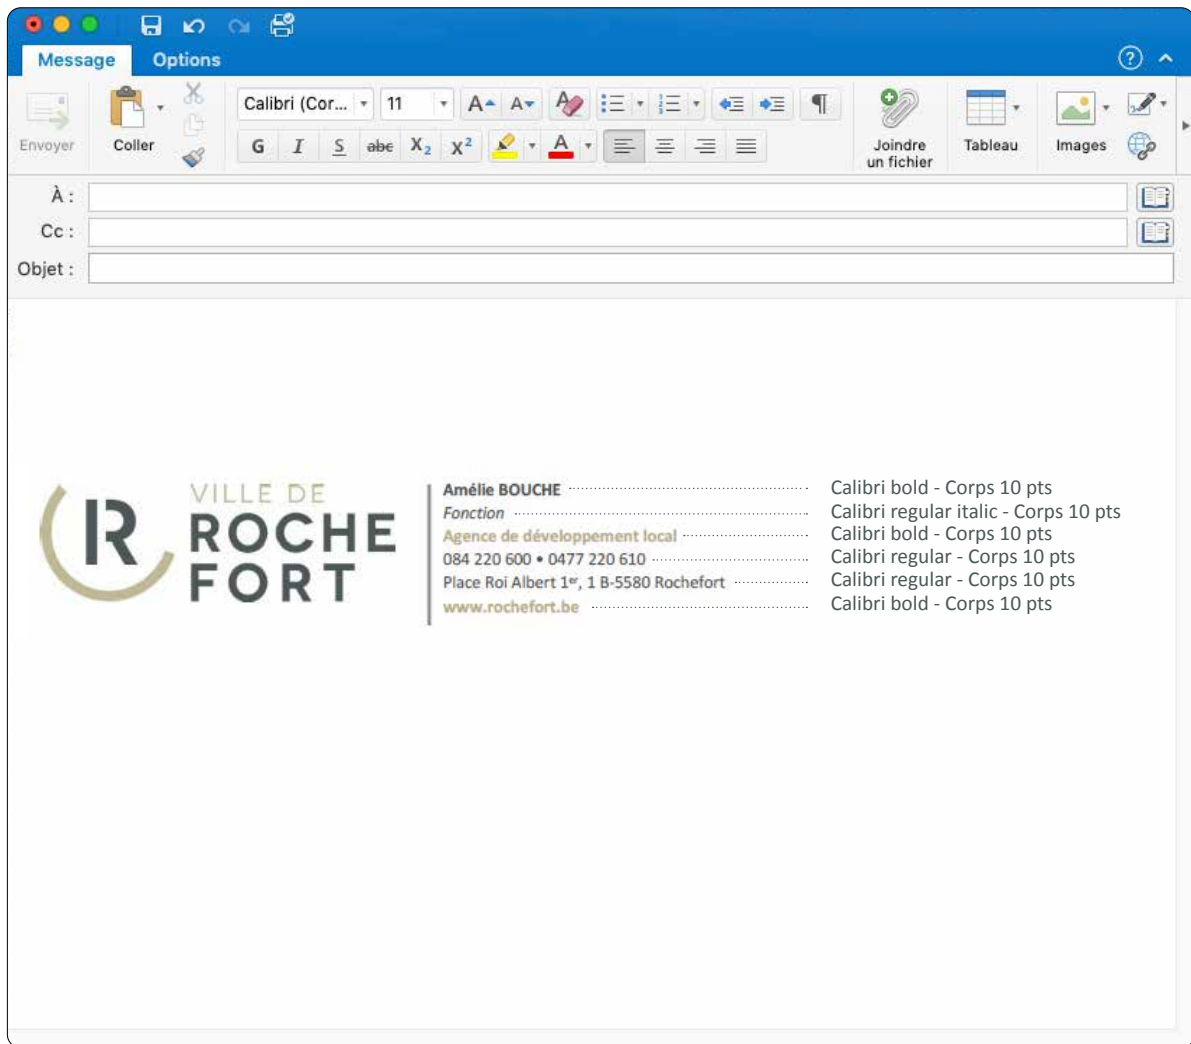 Message Options
Calibri (Cor... 11 A A A ¶
Envoyer Coller G I S abc X2 X² A Joindre un fichier Tableau Images
À :
Cc :
Objet :
VILLE DE
ROCHE
FORT
R
Amélie BOUCHE Calibri bold - Corps 10 pts
Fonction Calibri regular italic - Corps 10 pts
Agence de développement local Calibri bold - Corps 10 pts
084 220 600 • 0477 220 610 Calibri regular - Corps 10 pts
Place Roi Albert 1er, 1 B-5580 Rochefort Calibri regular - Corps 10 pts
www.rochefort.be Calibri bold - Corps 10 pts